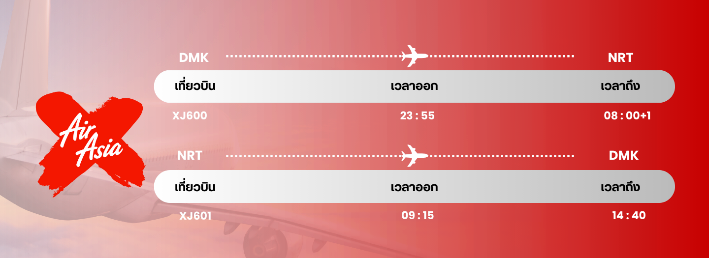 DMK NRT
เที่ยวบิน เวลาออก เวลาถึง
XJ600 23 : 55 08 : 00+1
Air
Asia
NRT DMK
เที่ยวบิน เวลาออก เวลาถึง
XJ601 09 : 15 14 : 40